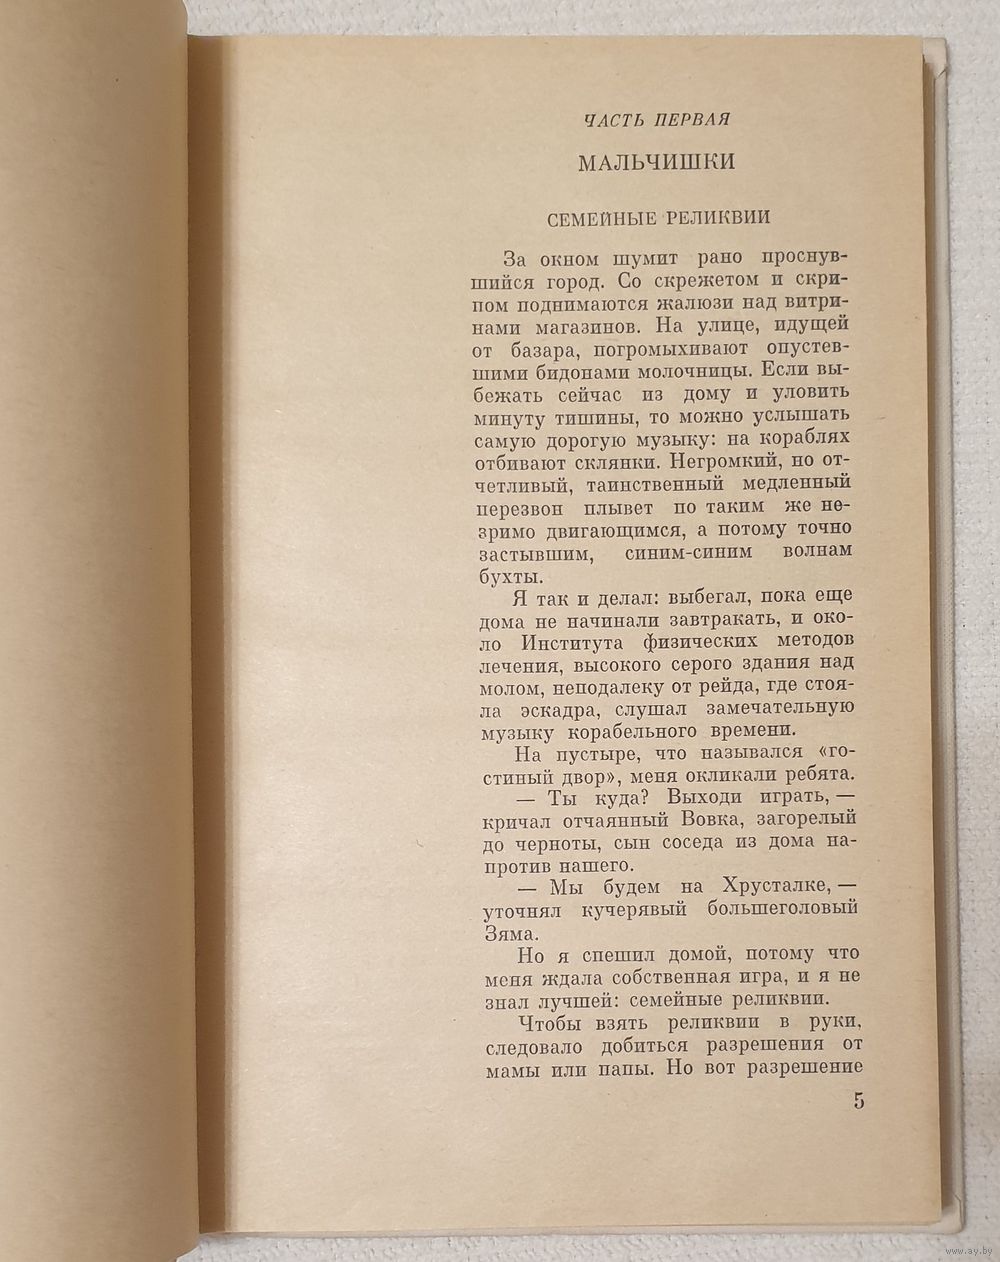 ЧАСТЬ ПЕРВАЯ
МАЛЬЧИШКИ
СЕМЕЙНЫЕ РЕЛИКВИИ
За окном шумит рано проснув-
шийся город. Со скрежетом и скри-
пом поднимаются жалюзи над витри-
нами магазинов. На улице, идущей
от базара, погромыхивают опустев-
шими бидонами молочницы. Если вы-
бежать сейчас из дому и уловить
минуту тишины, то можно услышать
самую дорогую музыку: на кораблях
отбивают склянки. Негромкий, но от-
четливый, таинственный медленный
перезвон плывет по таким же не-
зримо двигающимся, а потому точно
застывшим, синим-синим волнам
бухты.
Я так и делал: выбегал, пока еще
дома не начинали завтракать, и око-
ло Института физических методов
лечения, высокого серого здания над
молом, неподалеку от рейда, где стоя-
ла эскадра, слушал замечательную
музыку корабельного времени.
На пустыре, что назывался «го-
стиный двор», меня окликали ребята.
— Ты куда? Выходи играть, —
кричал отчаянный Вовка, загорелый
до черноты, сын соседа из дома на-
против нашего.
— Мы будем на Хрусталке, —
уточнял кучерявый большеголовый
Зяма.
Но я спешил домой, потому что
меня ждала собственная игра, и я не
знал лучшей: семейные реликвии.
Чтобы взять реликвии в руки,
следовало добиться разрешения от
мамы или папы. Но вот разрешение
5
www.ay.by